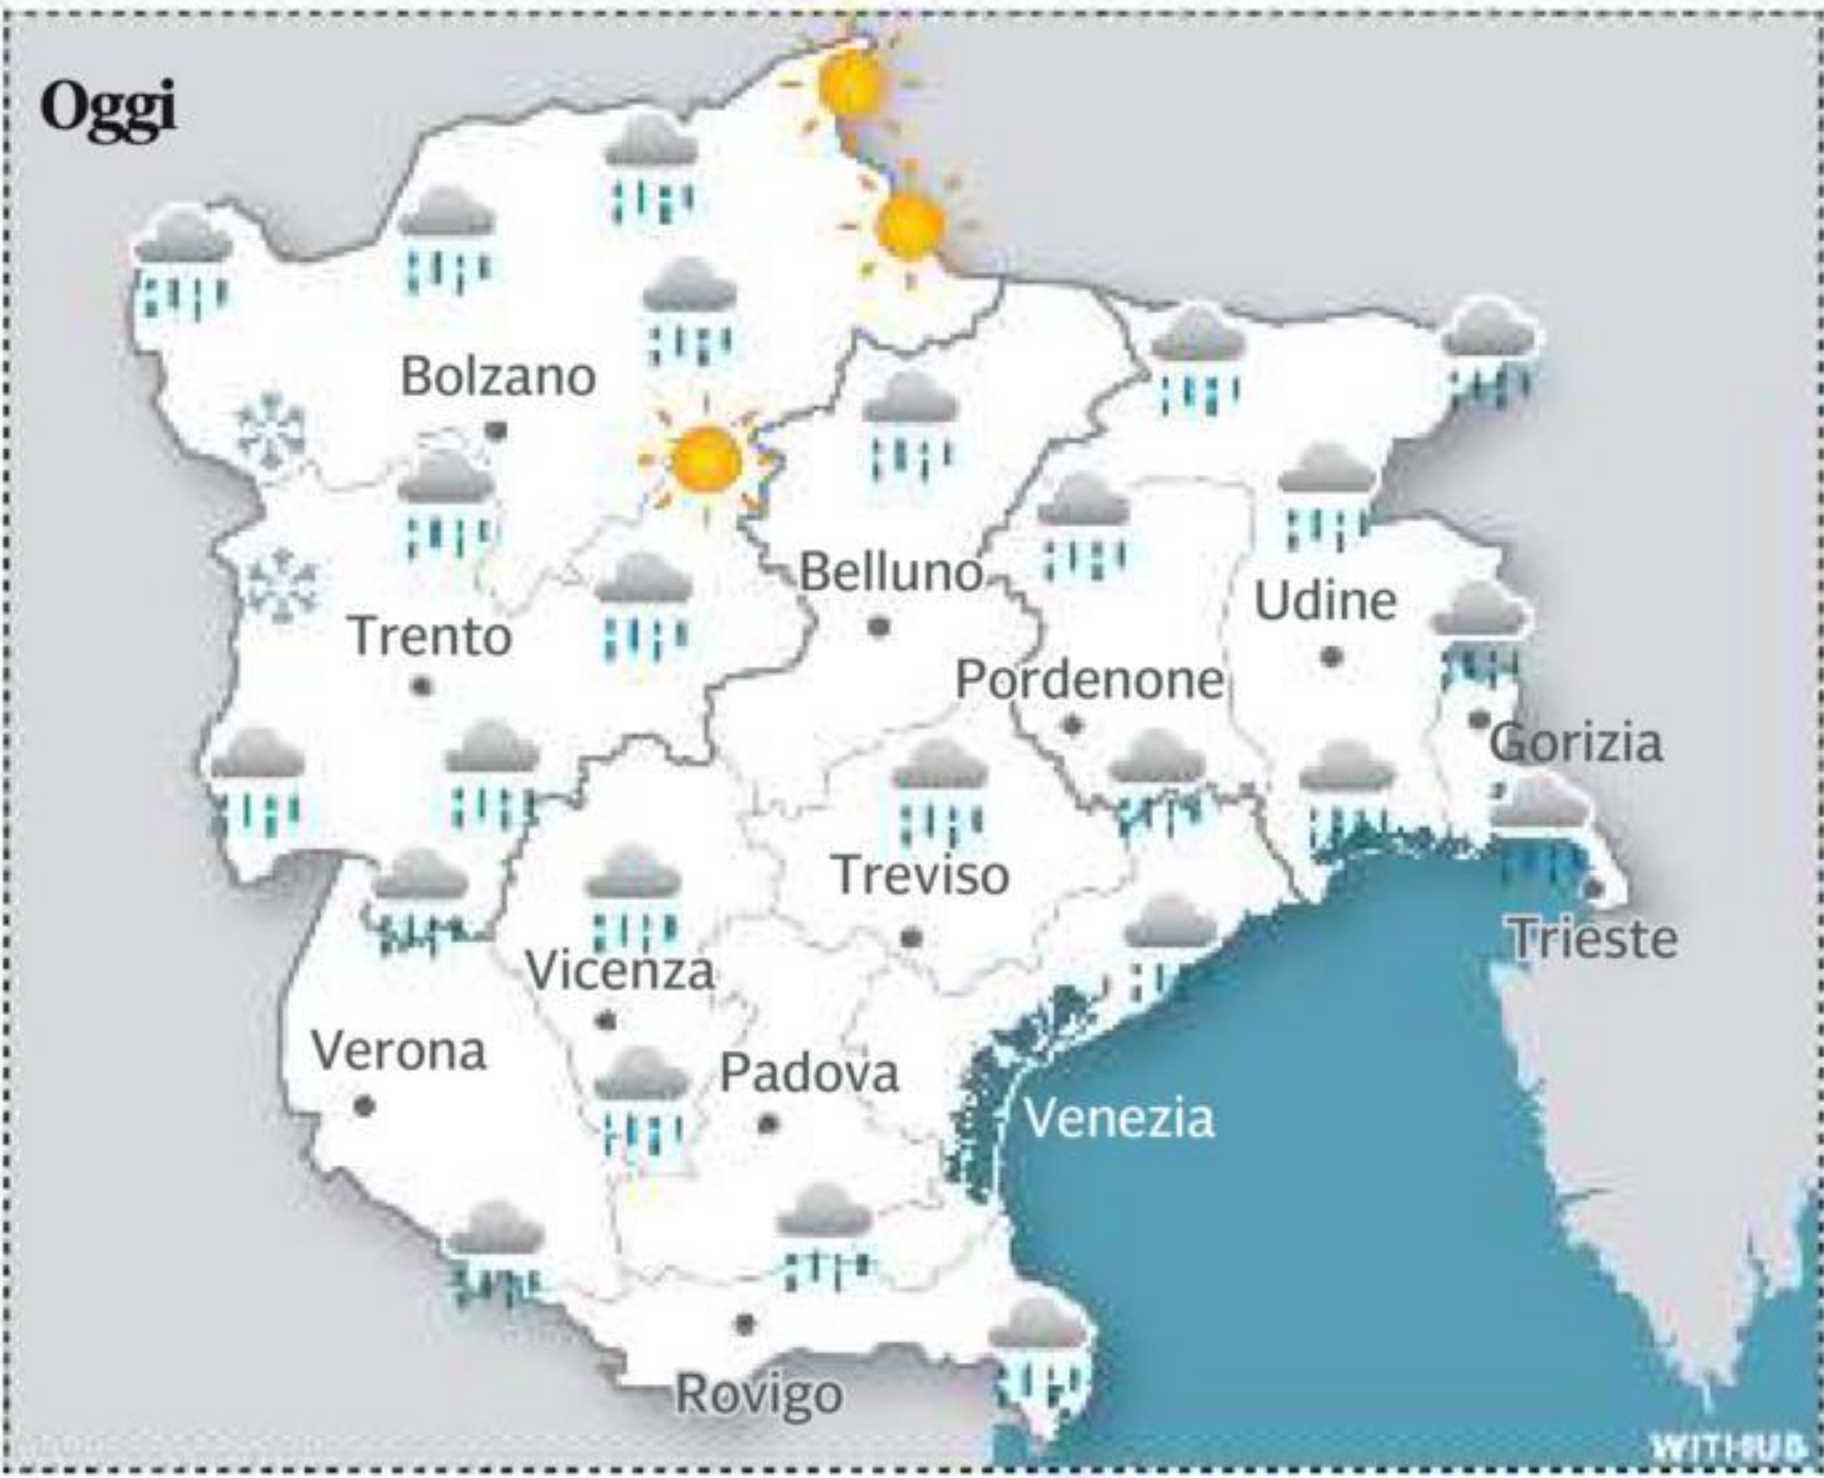 Oggi
Bolzano
Belluno
Udine
Trento
Pordenone
Gorizia
Treviso
Trieste
Vicenza
Verona
Padova
Venezia
Rovigo
WITHUB